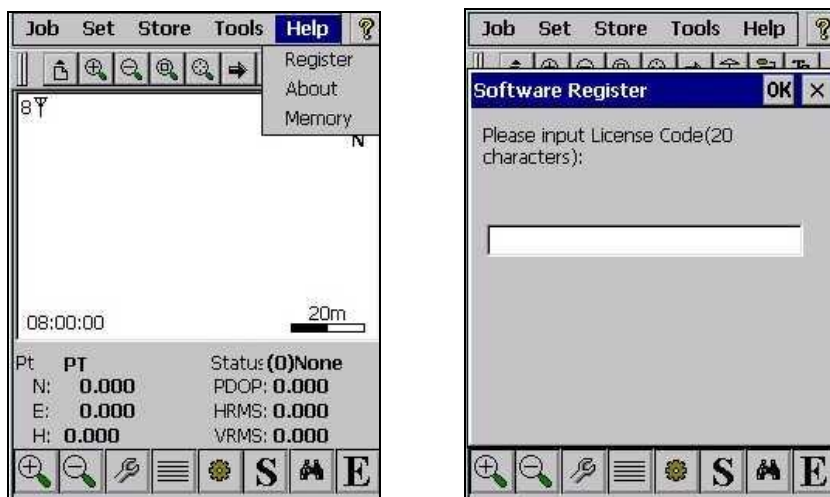 Job Set Store Tools Help
Register
About
Memory
8
N
08:00:00
20m
Pt PT Status:(0)None
N: 0.000 PDOP: 0.000
E: 0.000 HRMS: 0.000
H: 0.000 VRMS: 0.000
S E
Job Set Store Tools Help
Software Register OK ×
Please input License Code(20
characters):
S E